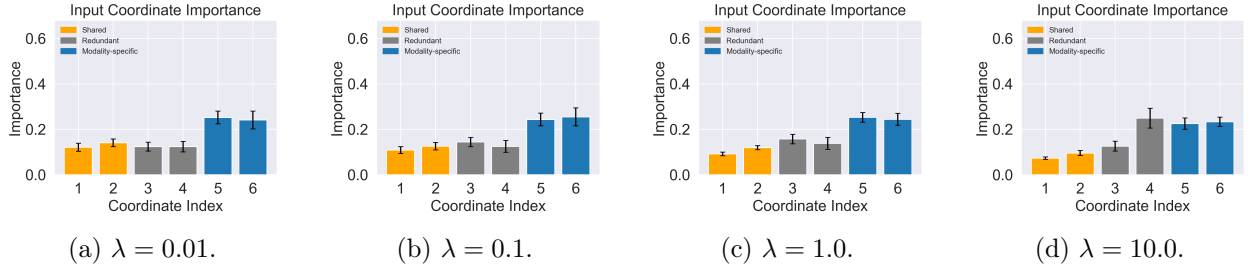 Input Coordinate Importance
Importance
0.6
0.4
0.2
0.0
Shared
Redundant
Modality-specific
1 2 3 4 5 6
Coordinate Index
(a) λ = 0.01.
Input Coordinate Importance
Importance
0.6
0.4
0.2
0.0
Shared
Redundant
Modality-specific
1 2 3 4 5 6
Coordinate Index
(b) λ = 0.1.
Input Coordinate Importance
Importance
0.6
0.4
0.2
0.0
Shared
Redundant
Modality-specific
1 2 3 4 5 6
Coordinate Index
(c) λ = 1.0.
Input Coordinate Importance
Importance
0.6
0.4
0.2
0.0
Shared
Redundant
Modality-specific
1 2 3 4 5 6
Coordinate Index
(d) λ = 10.0.